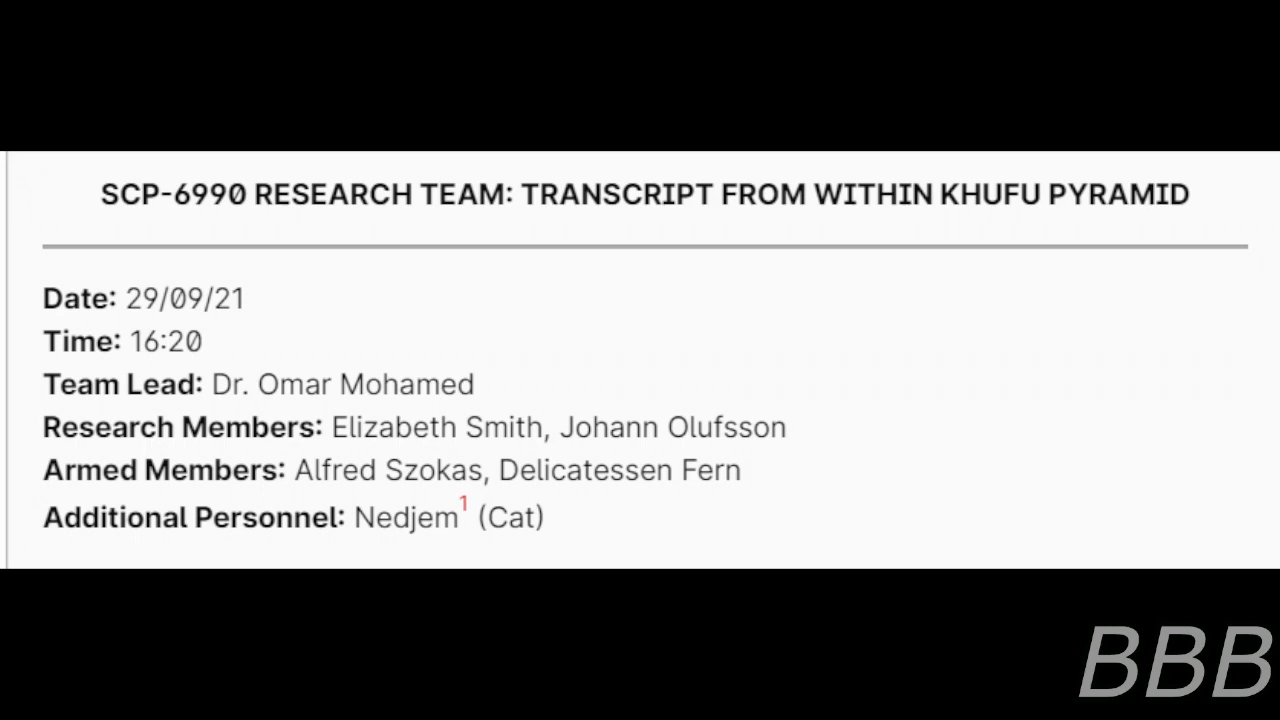 SCP-6990 RESEARCH TEAM: TRANSCRIPT FROM WITHIN KHUFU PYRAMID
Date: 29/09/21
Time: 16:20
Team Lead: Dr. Omar Mohamed
Research Members: Elizabeth Smith, Johann Olufsson
Armed Members: Alfred Szokas, Delicatessen Fern
Additional Personnel: Nedjem1 (Cat)
BBB